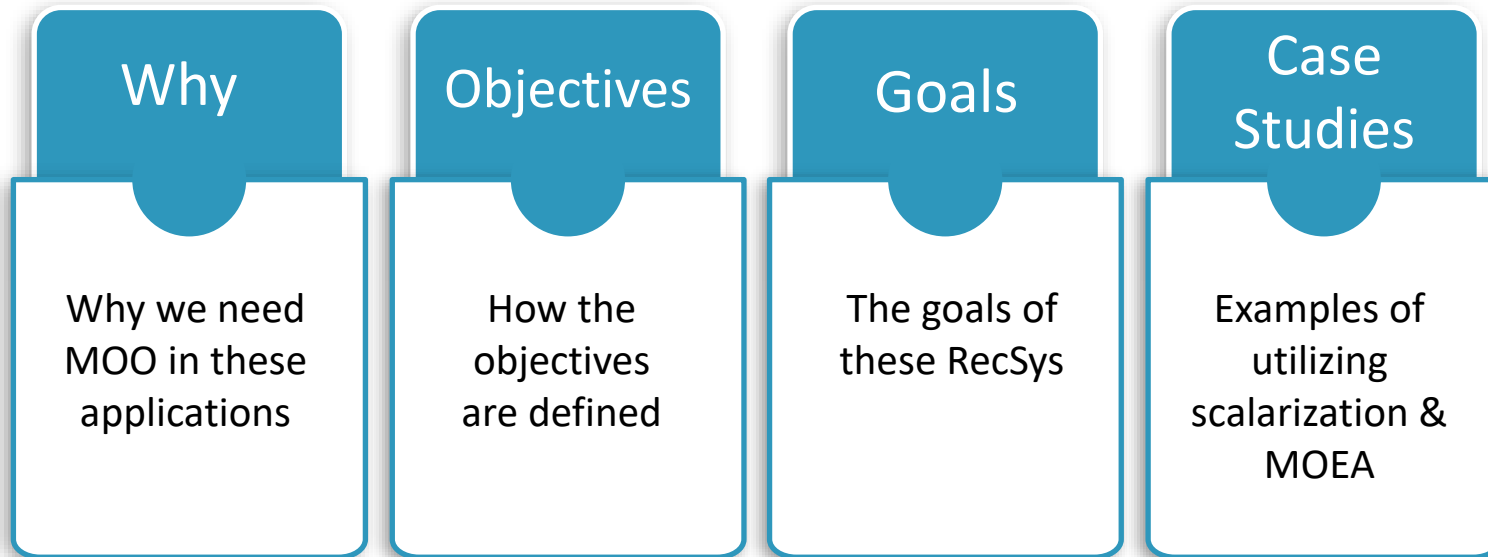 Why
Why we need
MOO in these
applications
Objectives
How the
objectives
are defined
Goals
The goals of
these RecSys
Case
Studies
Examples of
utilizing
scalarization &
MOEA